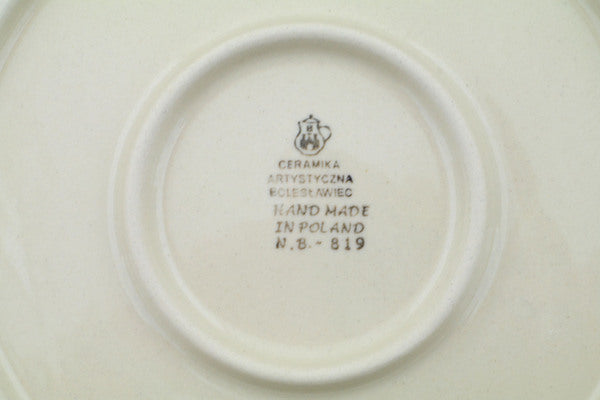 B
CERAMIKA
ARTYSTYCZNA
BOLESŁAWIEC
HAND MADE
IN POLAND
N.B.- 819